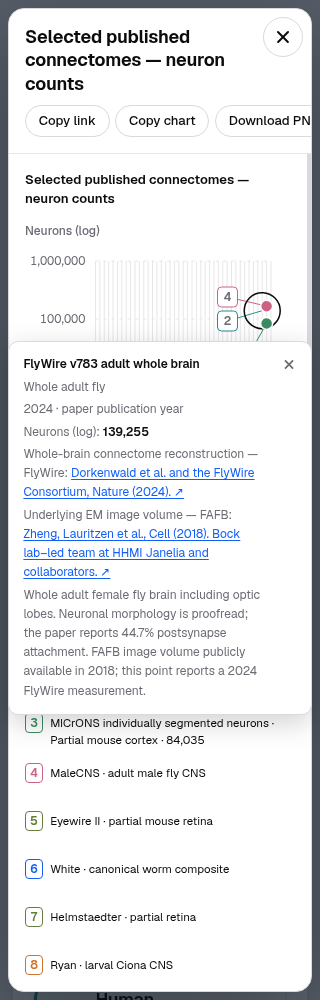 Selected published
connectomes — neuron
counts
Copy link
Copy chart
Download PN
Selected published connectomes —
neuron counts
Neurons (log)
1,000,000
4
2
100,000
FlyWire v783 adult whole brain
Whole adult fly
2024 · paper publication year
Neurons (log): 139,255
Whole-brain connectome reconstruction —
FlyWire: Dorkenwald et al. and the FlyWire
Consortium, Nature (2024). ↗
Underlying EM image volume — FAFB:
Zheng, Lauritzen et al., Cell (2018). Bock
lab–led team at HHMI Janelia and
collaborators. ↗
Whole adult female fly brain including optic
lobes. Neuronal morphology is proofread;
the paper reports 44.7% postsynapse
attachment. FAFB image volume publicly
available in 2018; this point reports a 2024
FlyWire measurement.
3 MICrONS individually segmented neurons ·
Partial mouse cortex · 84,035
4 MaleCNS · adult male fly CNS
5 Eyewire II · partial mouse retina
6 White · canonical worm composite
7 Helmstaedter · partial retina
8 Ryan · larval Ciona CNS
Human